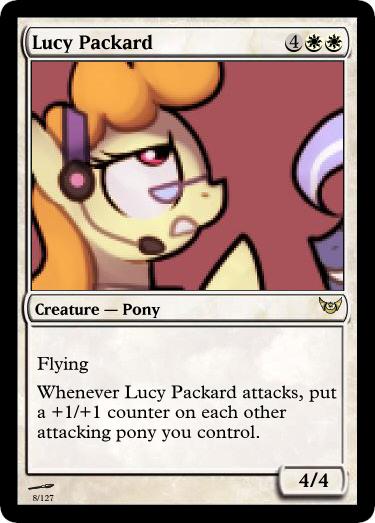 Lucy Packard 4
Creature — Pony
Flying
Whenever Lucy Packard attacks, put
a +1/+1 counter on each other
attacking pony you control.
4/4
8/127